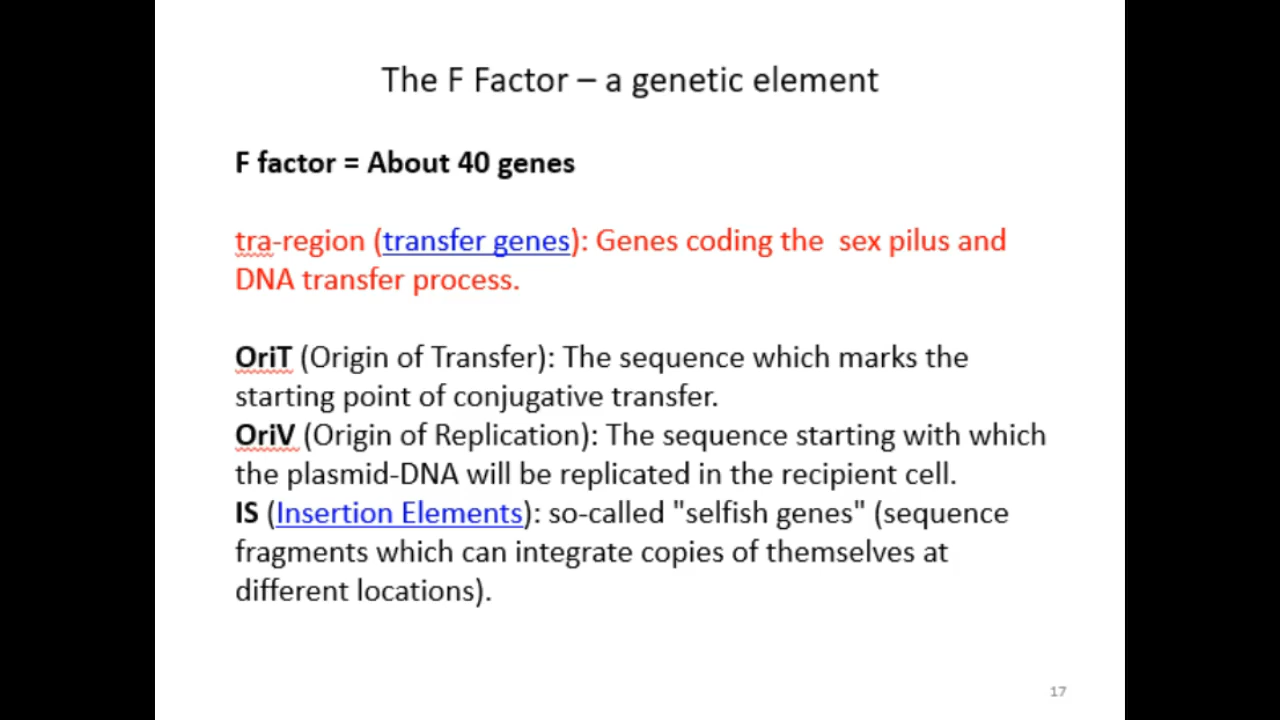 The F Factor – a genetic element
F factor = About 40 genes
tra-region (transfer genes): Genes coding the  sex pilus and
DNA transfer process.
OriT (Origin of Transfer): The sequence which marks the
starting point of conjugative transfer.
OriV (Origin of Replication): The sequence starting with which
the plasmid-DNA will be replicated in the recipient cell.
IS (Insertion Elements): so-called "selfish genes" (sequence
fragments which can integrate copies of themselves at
different locations).
17